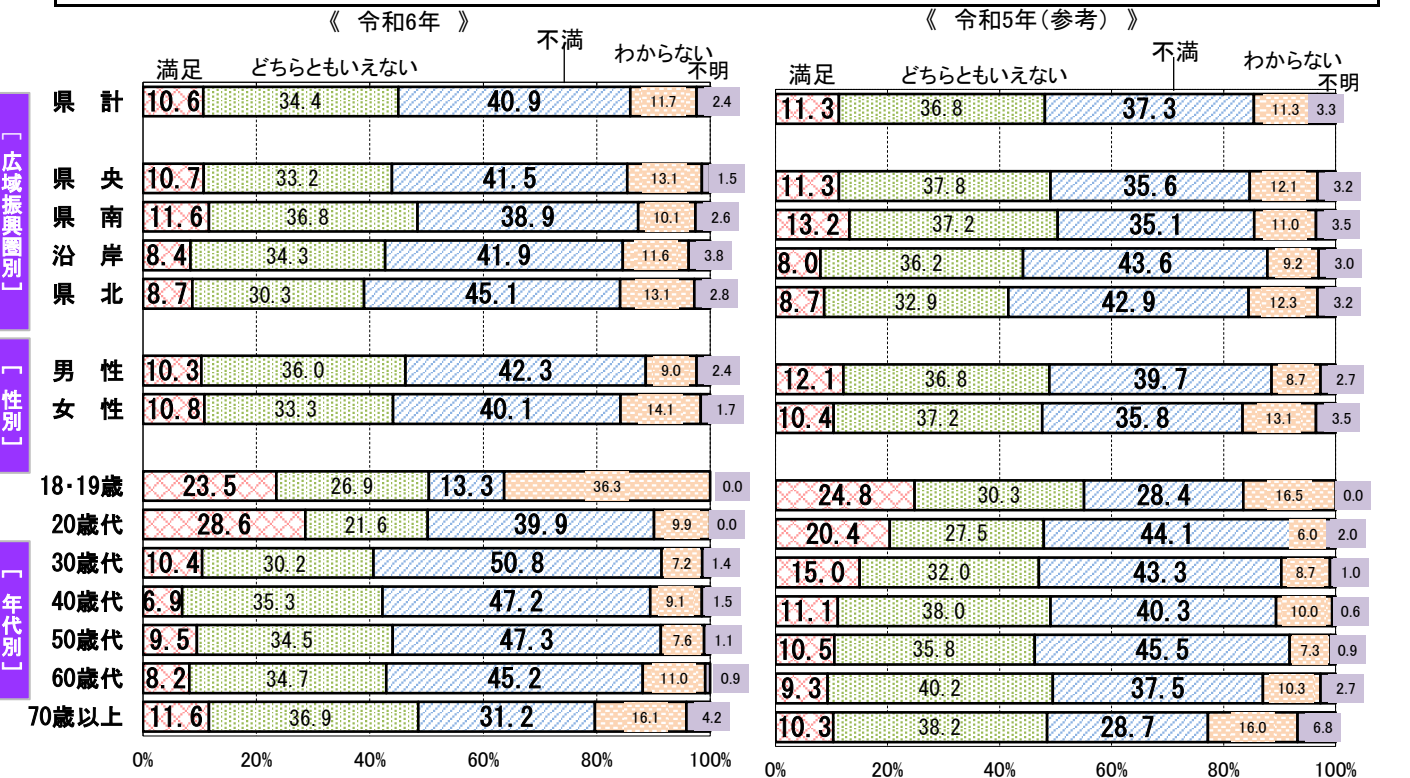 《 令和6年 》
満足 どちらともいえない 不満 わからない 不明
県 計 10.6 34.4 40.9 11.7 2.4
[ 広域振興圏別 ]
県 央 10.7 33.2 41.5 13.1 1.5
県 南 11.6 36.8 38.9 10.1 2.6
沿 岸 8.4 34.3 41.9 11.6 3.8
県 北 8.7 30.3 45.1 13.1 2.8
[ 性別 ]
男 性 10.3 36.0 42.3 9.0 2.4
女 性 10.8 33.3 40.1 14.1 1.7
[ 年代別 ]
18・19歳 23.5 26.9 13.3 36.3 0.0
20歳代 28.6 21.6 39.9 9.9 0.0
30歳代 10.4 30.2 50.8 7.2 1.4
40歳代 6.9 35.3 47.2 9.1 1.5
50歳代 9.5 34.5 47.3 7.6 1.1
60歳代 8.2 34.7 45.2 11.0 0.9
70歳以上 11.6 36.9 31.2 16.1 4.2
0% 20% 40% 60% 80% 100%
《 令和5年(参考) 》
満足 どちらともいえない 不満 わからない 不明
11.3 36.8 37.3 11.3 3.3
11.3 37.8 35.6 12.1 3.2
13.2 37.2 35.1 11.0 3.5
8.0 36.2 43.6 9.2 3.0
8.7 32.9 42.9 12.3 3.2
12.1 36.8 39.7 8.7 2.7
10.4 37.2 35.8 13.1 3.5
24.8 30.3 28.4 16.5 0.0
20.4 27.5 44.1 6.0 2.0
15.0 32.0 43.3 8.7 1.0
11.1 38.0 40.3 10.0 0.6
10.5 35.8 45.5 7.3 0.9
9.3 40.2 37.5 10.3 2.7
10.3 38.2 28.7 16.0 6.8
0% 20% 40% 60% 80% 100%